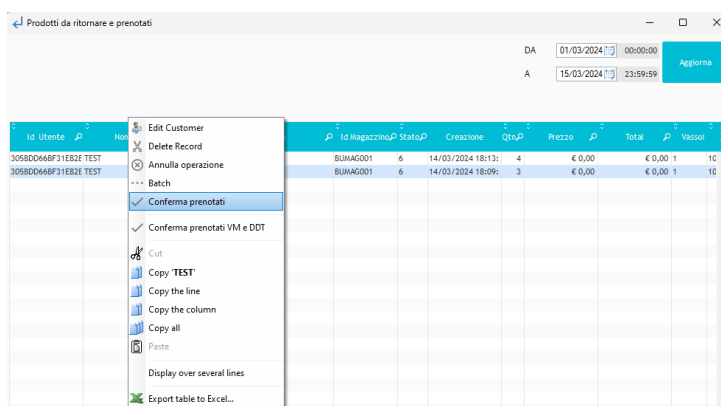 Prodotti da ritornare e prenotati
DA 01/03/2024 00:00:00
Aggiorna
A 15/03/2024 23:59:59
Id Utente Id Magazzino Stato Creazione Qtn Prezzo Total Vassoi
305BDD66BF31EB2E TEST BUMAG001 6 14/03/2024 18:13: 4 € 0,00 € 0,00 1 10
305BDD66BF31EB2E TEST BUMAG001 6 14/03/2024 18:09: 3 € 0,00 € 0,00 1 10
Edit Customer
Delete Record
Annulla operazione
Batch
Conferma prenotati
Conferma prenotati VM e DDT
Cut
Copy 'TEST'
Copy the line
Copy the column
Copy all
Paste
Display over several lines
Export table to Excel...